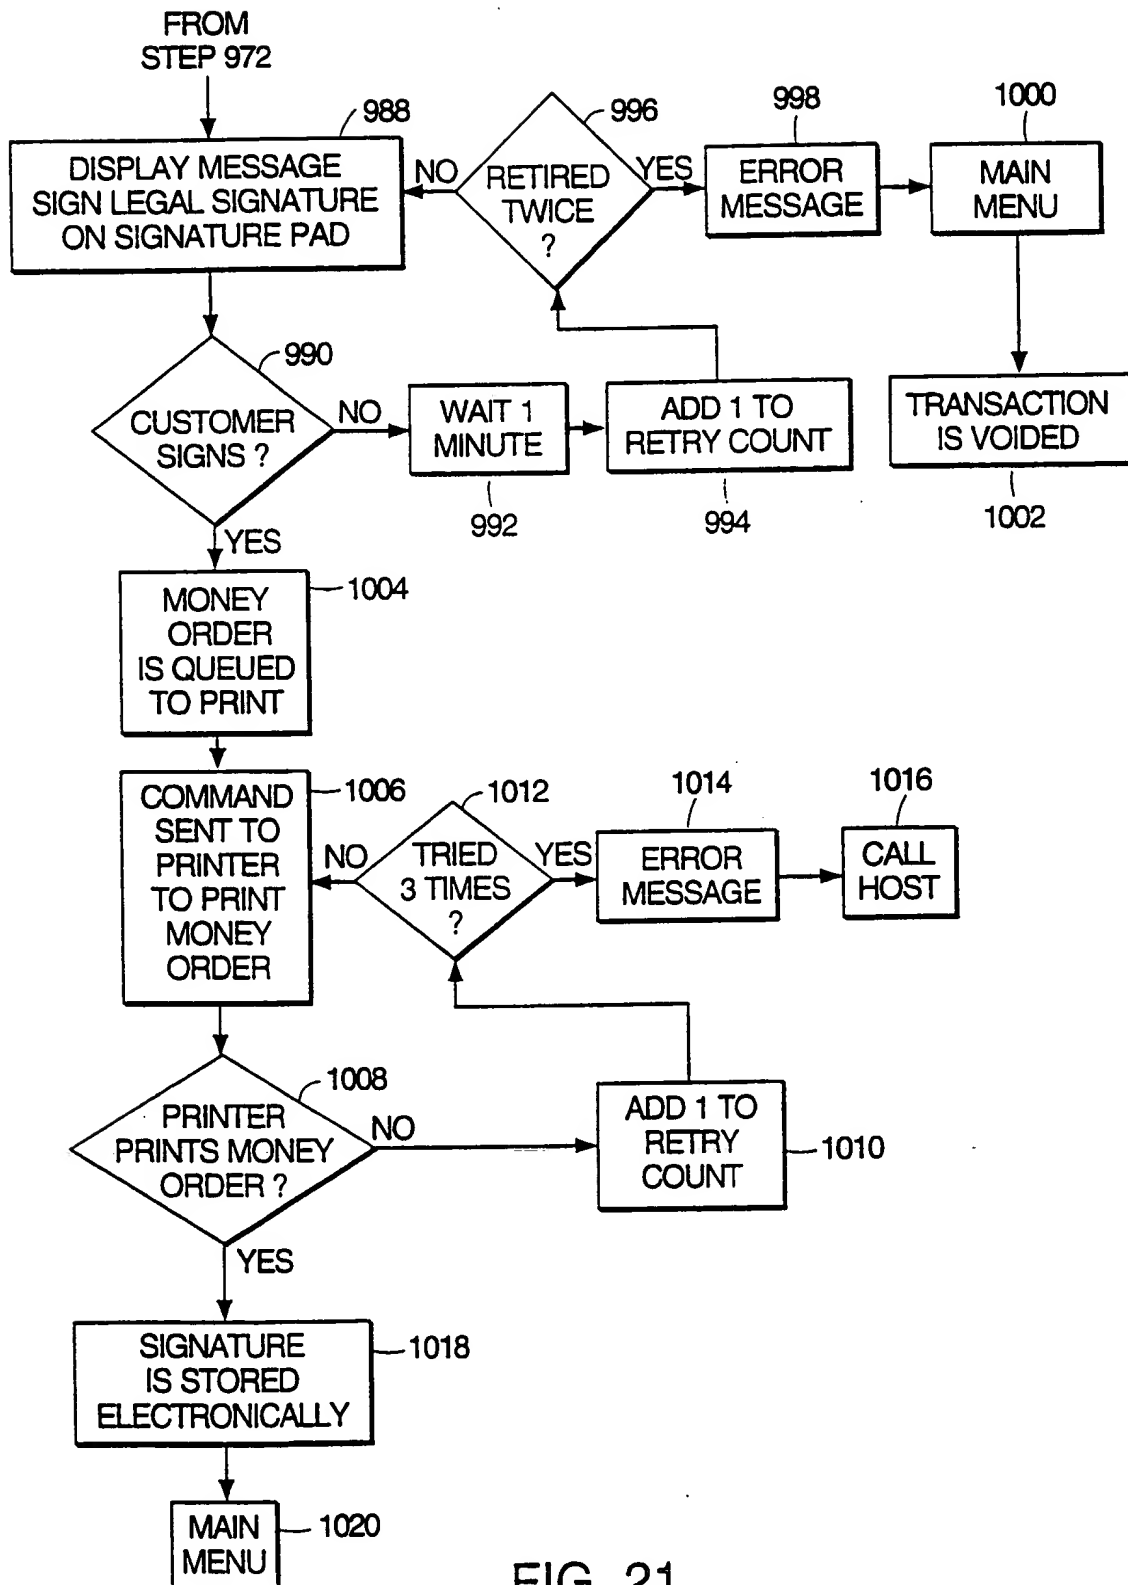 FROM
STEP 972
988
DISPLAY MESSAGE
SIGN LEGAL SIGNATURE
ON SIGNATURE PAD
NO
996
RETIRED
TWICE
?
YES
998
ERROR
MESSAGE
1000
MAIN
MENU
990
CUSTOMER
SIGNS ?
NO
WAIT 1
MINUTE
992
ADD 1 TO
RETRY COUNT
994
TRANSACTION
IS VOIDED
1002
YES
1004
MONEY
ORDER
IS QUEUED
TO PRINT
1006
COMMAND
SENT TO
PRINTER
TO PRINT
MONEY
ORDER
NO
1012
TRIED
3 TIMES
?
YES
1014
ERROR
MESSAGE
1016
CALL
HOST
1008
PRINTER
PRINTS MONEY
ORDER ?
NO
ADD 1 TO
RETRY
COUNT
1010
YES
SIGNATURE
IS STORED
ELECTRONICALLY
1018
MAIN
MENU
1020
FIG. 21